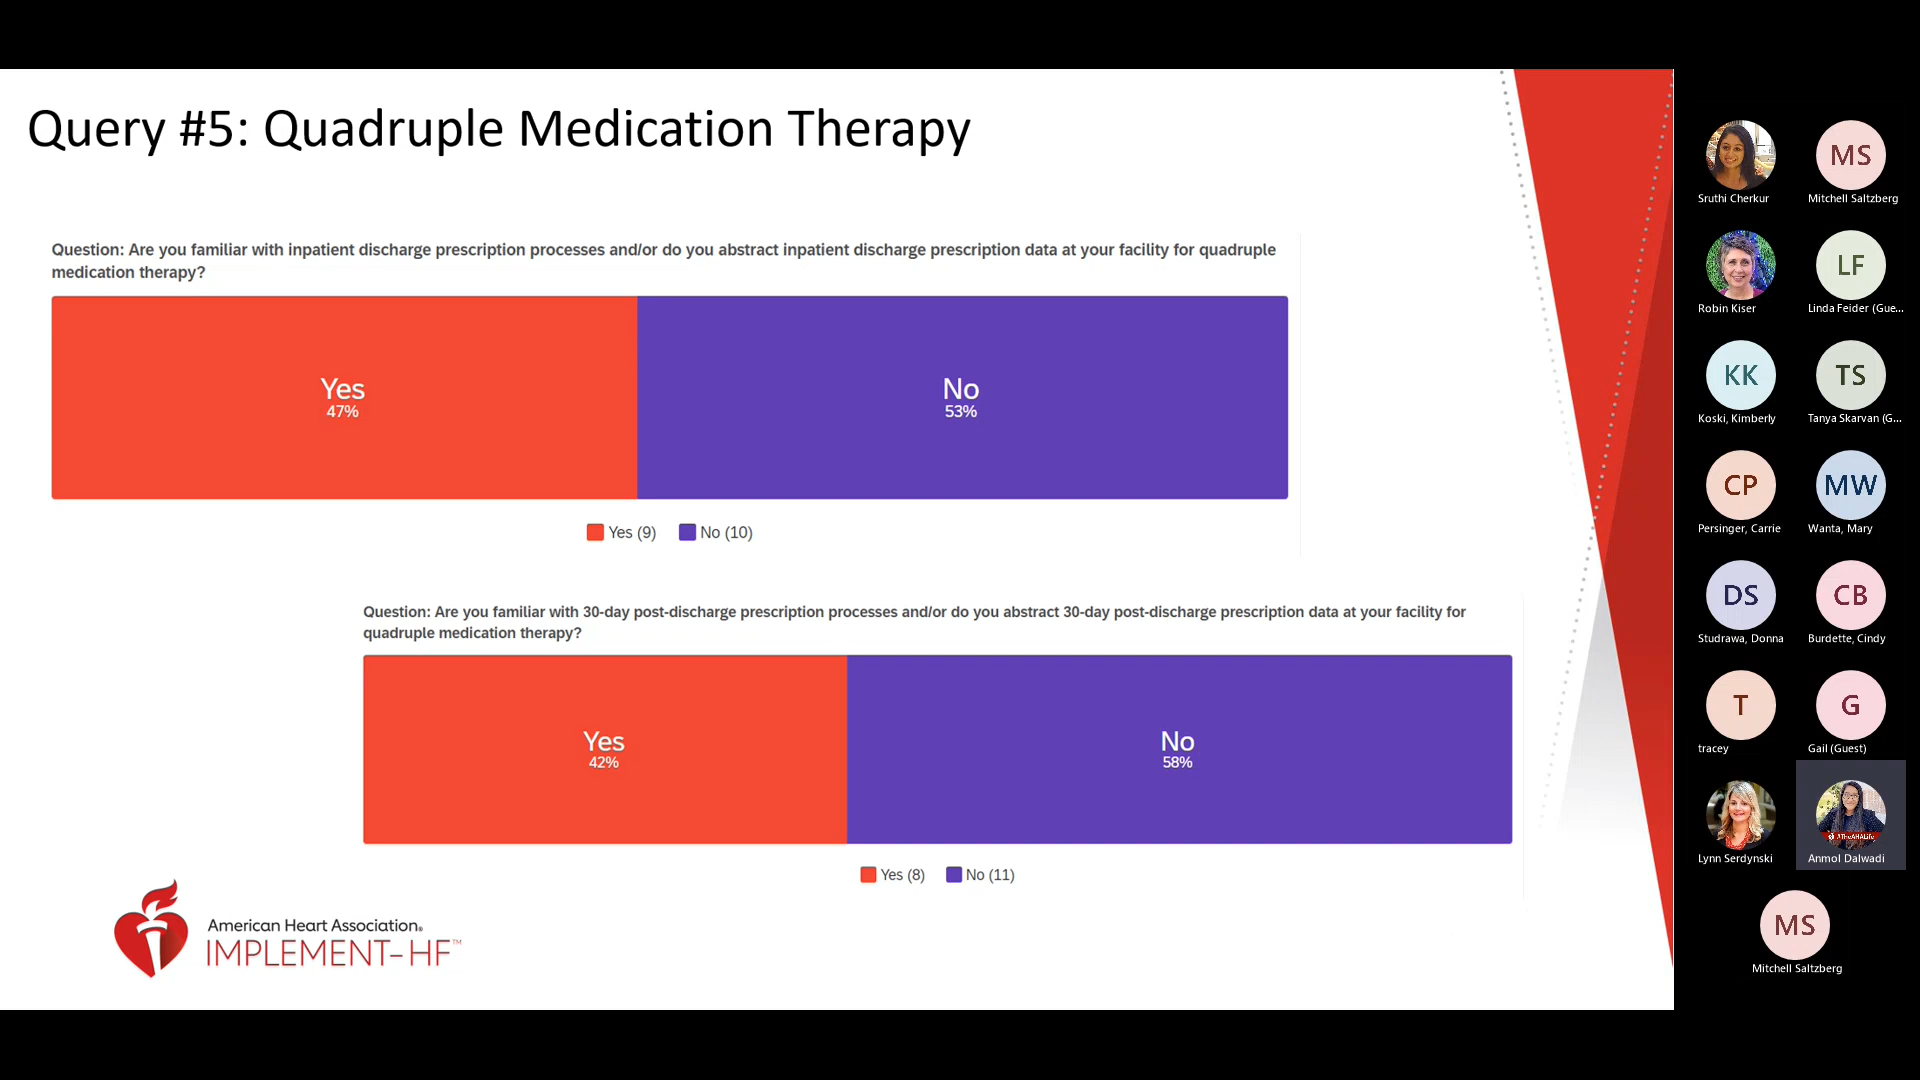 Query #5: Quadruple Medication Therapy
Question: Are you familiar with inpatient discharge prescription processes and/or do you abstract inpatient discharge prescription data at your facility for quadruple
medication therapy?
Yes
47%
No
53%
Yes (9) No (10)
Question: Are you familiar with 30-day post-discharge prescription processes and/or do you abstract 30-day post-discharge prescription data at your facility for
quadruple medication therapy?
Yes
42%
No
58%
Yes (8) No (11)
American Heart Association®
IMPLEMENT-HF™
Sruthi Cherkur
MS
Mitchell Saltzberg
Robin Kiser
LF
Linda Feider (Gue...
KK
Koski, Kimberly
TS
Tanya Skarvan (G...
CP
Persinger, Carrie
MW
Wanta, Mary
DS
Studrawa, Donna
CB
Burdette, Cindy
T
tracey
G
Gail (Guest)
Lynn Serdynski
#TheAHALife
Anmol Dalwadi
MS
Mitchell Saltzberg